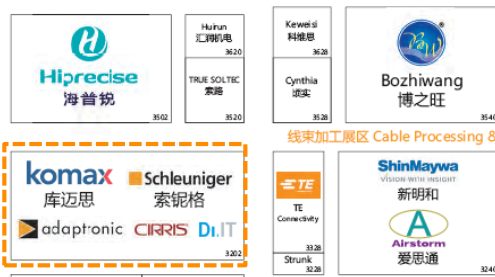 Hiprecise
海普锐
3502
Huirun
汇润机电
3620
TRUE SOLTEC
索路
3520
Keweisi
科维思
3628
Cynthia
颂实
3528
Bozhiwang
博之旺
3540
线束加工展区 Cable Processing &
komax
库迈思
Schleuniger
索铌格
adaptronic CIRRIS DI.IT
3202
TE
TE
Connectivity
3328
Strunk
3228
ShinMaywa
VISION WITH INSIGHT
新明和
Airstorm
爱思通